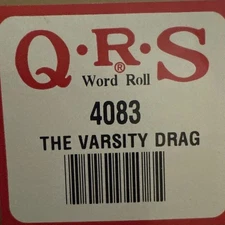 Q·R·S
®
Word Roll
4083
THE VARSITY DRAG